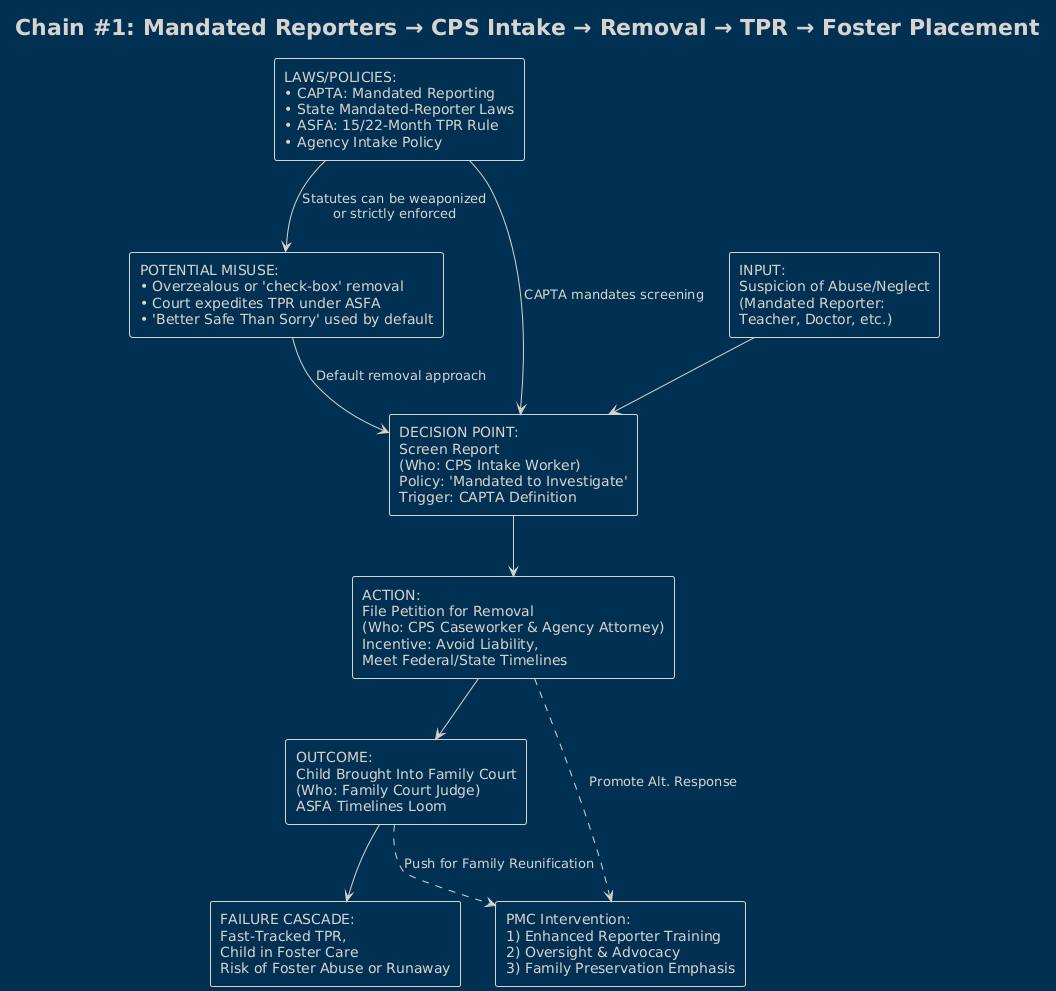 Chain #1: Mandated Reporters → CPS Intake → Removal → TPR → Foster Placement
LAWS/POLICIES:
• CAPTA: Mandated Reporting
• State Mandated-Reporter Laws
• ASFA: 15/22-Month TPR Rule
• Agency Intake Policy
Statutes can be weaponized
or strictly enforced
POTENTIAL MISUSE:
• Overzealous or 'check-box' removal
• Court expedites TPR under ASFA
• 'Better Safe Than Sorry' used by default
CAPTA mandates screening
INPUT:
Suspicion of Abuse/Neglect
(Mandated Reporter:
Teacher, Doctor, etc.)
Default removal approach
DECISION POINT:
Screen Report
(Who: CPS Intake Worker)
Policy: 'Mandated to Investigate'
Trigger: CAPTA Definition
ACTION:
File Petition for Removal
(Who: CPS Caseworker & Agency Attorney)
Incentive: Avoid Liability,
Meet Federal/State Timelines
OUTCOME:
Child Brought Into Family Court
(Who: Family Court Judge)
ASFA Timelines Loom
Promote Alt. Response
Push for Family Reunification
FAILURE CASCADE:
Fast-Tracked TPR,
Child in Foster Care
Risk of Foster Abuse or Runaway
PMC Intervention:
1) Enhanced Reporter Training
2) Oversight & Advocacy
3) Family Preservation Emphasis